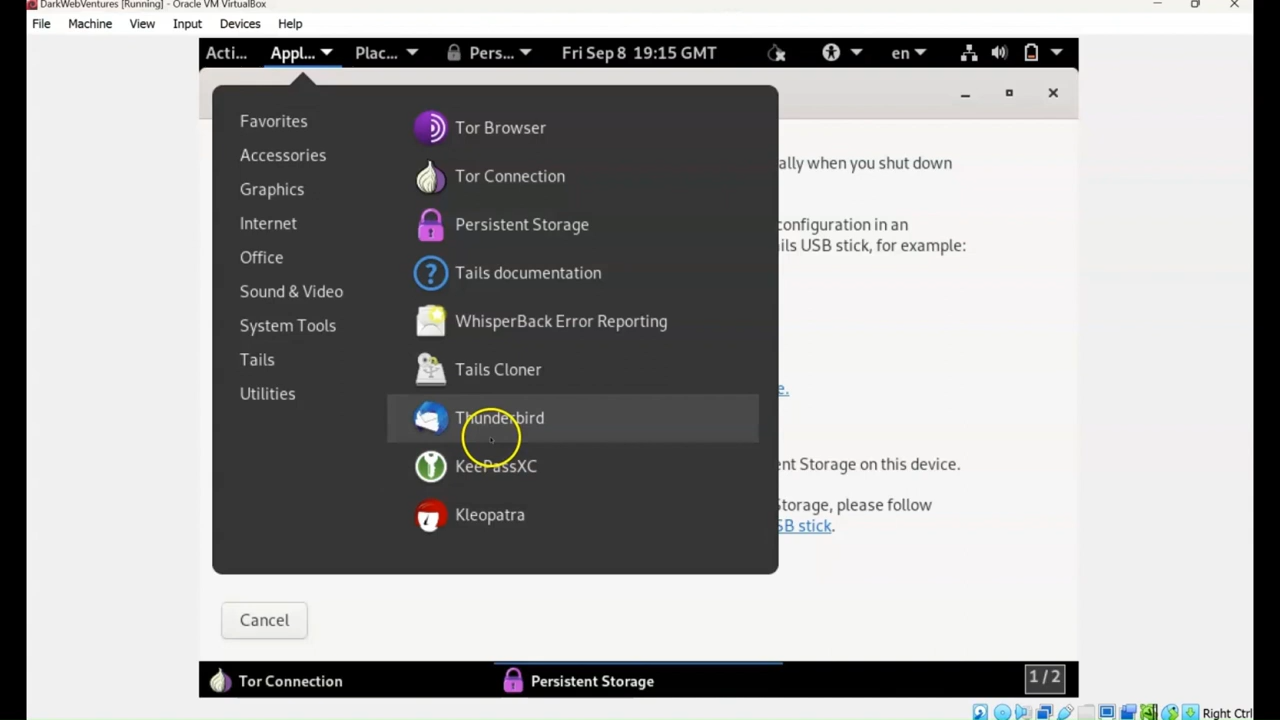 DarkWebVentures [Running] - Oracle VM VirtualBox
File Machine View Input Devices Help
Acti... Appl... Plac... Pers... Fri Sep 8 19:15 GMT en
Favorites
Accessories
Graphics
Internet
Office
Sound & Video
System Tools
Tails
Utilities
Tor Browser
Tor Connection
Persistent Storage
Tails documentation
WhisperBack Error Reporting
Tails Cloner
Thunderbird
KeePassXC
Kleopatra
ally when you shut down
configuration in an
ails USB stick, for example:
e.
ent Storage on this device.
Storage, please follow
SB stick.
Cancel
Tor Connection Persistent Storage 1 / 2
Right Ctrl